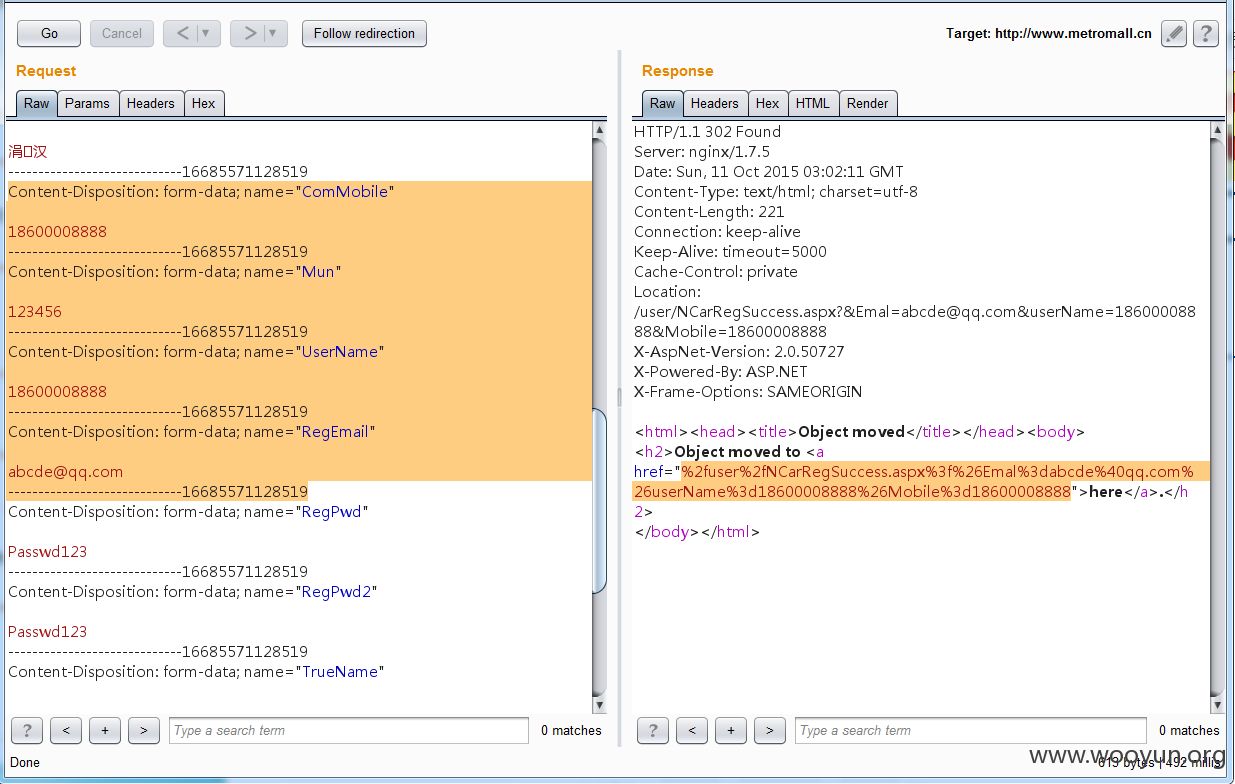 Go Cancel < > Follow redirection Target: http://www.metromall.cn ?
Request
Raw Params Headers Hex
涓汉
-----------------------------16685571128519
Content-Disposition: form-data; name="ComMobile"
18600008888
-----------------------------16685571128519
Content-Disposition: form-data; name="Mun"
123456
-----------------------------16685571128519
Content-Disposition: form-data; name="UserName"
18600008888
-----------------------------16685571128519
Content-Disposition: form-data; name="RegEmail"
abcde@qq.com
-----------------------------16685571128519
Content-Disposition: form-data; name="RegPwd"
Passwd123
-----------------------------16685571128519
Content-Disposition: form-data; name="RegPwd2"
Passwd123
-----------------------------16685571128519
Content-Disposition: form-data; name="TrueName"
? < + > Type a search term 0 matches
Response
Raw Headers Hex HTML Render
HTTP/1.1 302 Found
Server: nginx/1.7.5
Date: Sun, 11 Oct 2015 03:02:11 GMT
Content-Type: text/html; charset=utf-8
Content-Length: 221
Connection: keep-alive
Keep-Alive: timeout=5000
Cache-Control: private
Location:
/user/NCarRegSuccess.aspx?&Emal=abcde@qq.com&userName=186000088
88&Mobile=18600008888
X-AspNet-Version: 2.0.50727
X-Powered-By: ASP.NET
X-Frame-Options: SAMEORIGIN
<html><head><title>Object moved</title></head><body>
<h2>Object moved to <a
href="%2fuser%2fNCarRegSuccess.aspx%3f%26Emal%3dabcde%40qq.com%
26userName%3d18600008888%26Mobile%3d18600008888">here</a>.</h
2>
</body></html>
? < + > Type a search term 0 matches
Done
613 bytes | 492 millis
www.wooyun.org